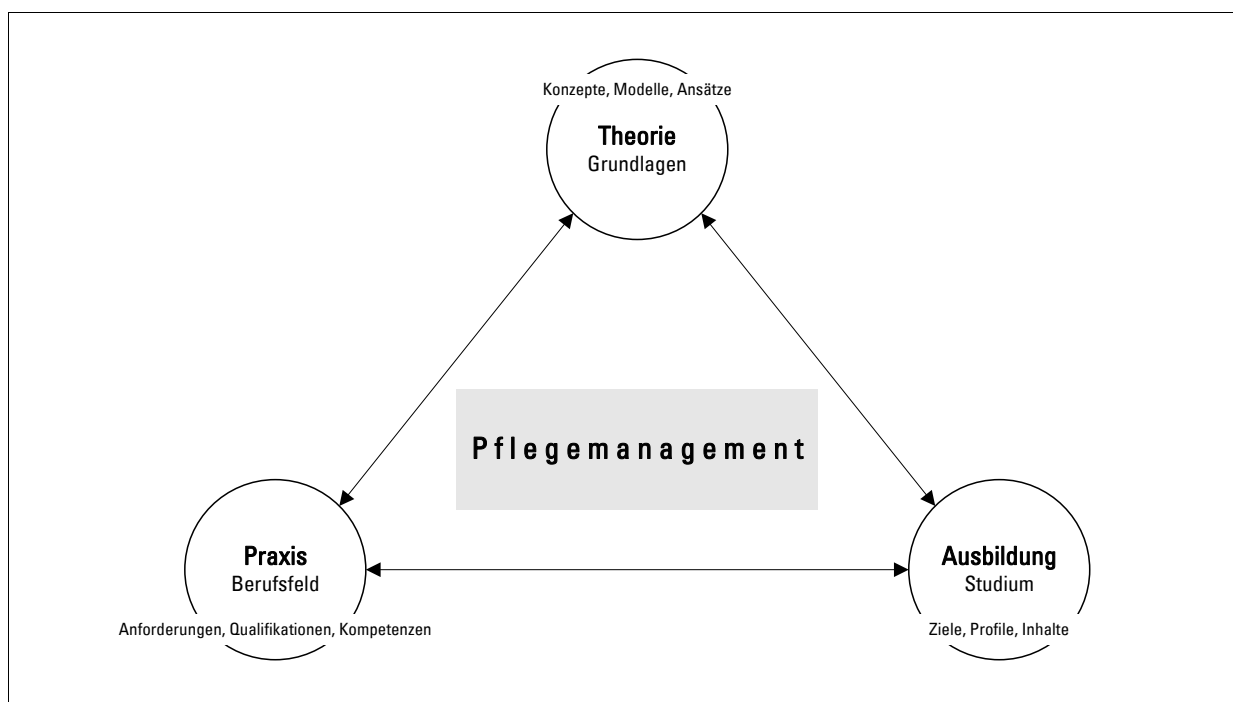 Konzepte, Modelle, Ansätze
Theorie
Grundlagen
Pflegemanagement
Praxis
Berufsfeld
Anforderungen, Qualifikationen, Kompetenzen
Ausbildung
Studium
Ziele, Profile, Inhalte